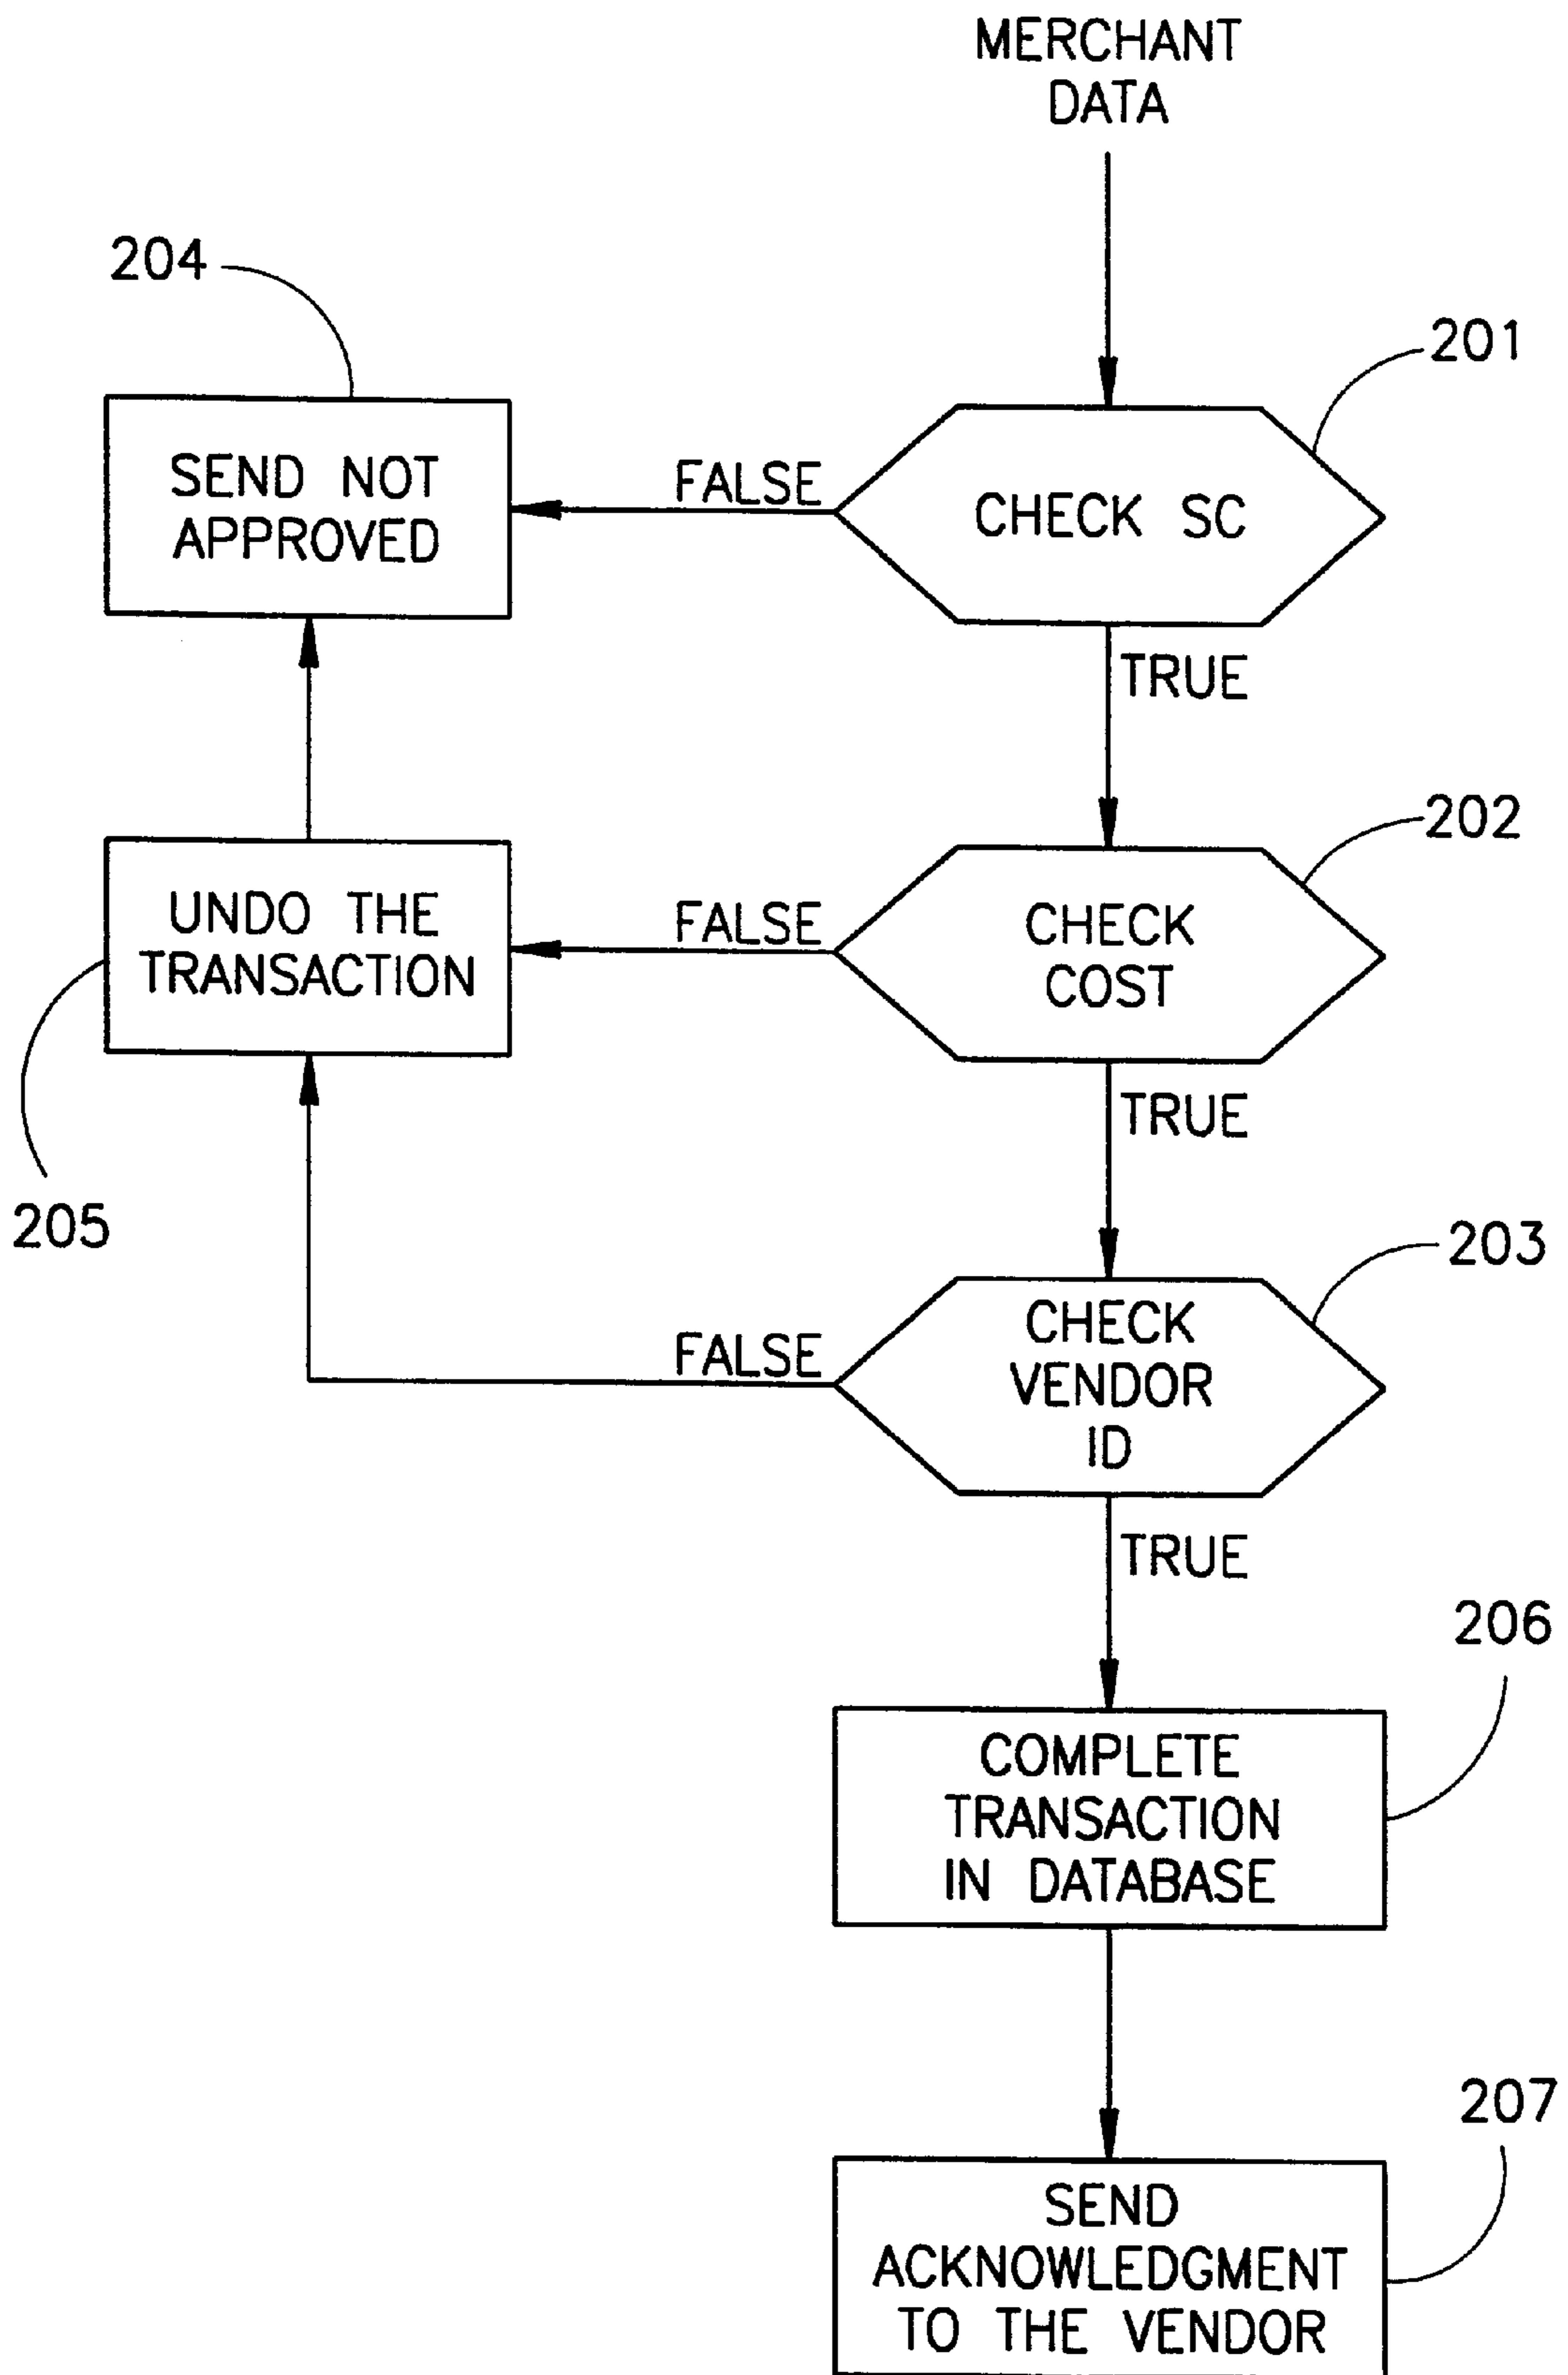 MERCHANT
DATA
204
201
SEND NOT
APPROVED
FALSE
CHECK SC
TRUE
202
UNDO THE
TRANSACTION
FALSE
CHECK
COST
TRUE
205
203
FALSE
CHECK
VENDOR
ID
TRUE
206
COMPLETE
TRANSACTION
IN DATABASE
207
SEND
ACKNOWLEDGMENT
TO THE VENDOR